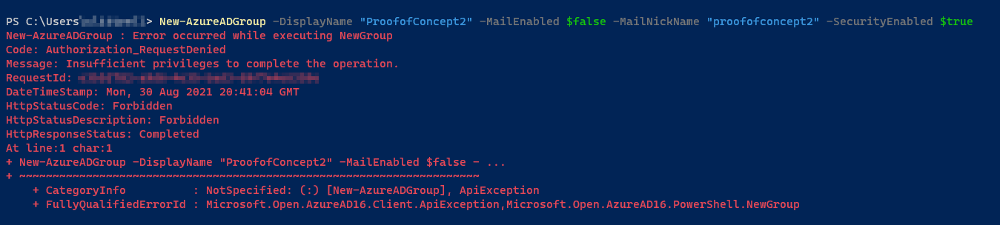 PS C:\Users> New-AzureADGroup -DisplayName "ProofofConcept2" -MailEnabled $false -MailNickName "proofofconcept2" -SecurityEnabled $true
New-AzureADGroup : Error occurred while executing NewGroup
Code: Authorization_RequestDenied
Message: Insufficient privileges to complete the operation.
RequestId:
DateTimeStamp: Mon, 30 Aug 2021 20:41:04 GMT
HttpStatusCode: Forbidden
HttpStatusDescription: Forbidden
HttpResponseStatus: Completed
At line:1 char:1
+ New-AzureADGroup -DisplayName "ProofofConcept2" -MailEnabled $false - ...
+ ~~~~~~~~~~~~~~~~~~~~~~~~~~~~~~~~~~~~~~~~~~~~~~~~~~~~~~~~~~~~~~~~~~~~~
    + CategoryInfo          : NotSpecified: (:) [New-AzureADGroup], ApiException
    + FullyQualifiedErrorId : Microsoft.Open.AzureAD16.Client.ApiException,Microsoft.Open.AzureAD16.PowerShell.NewGroup